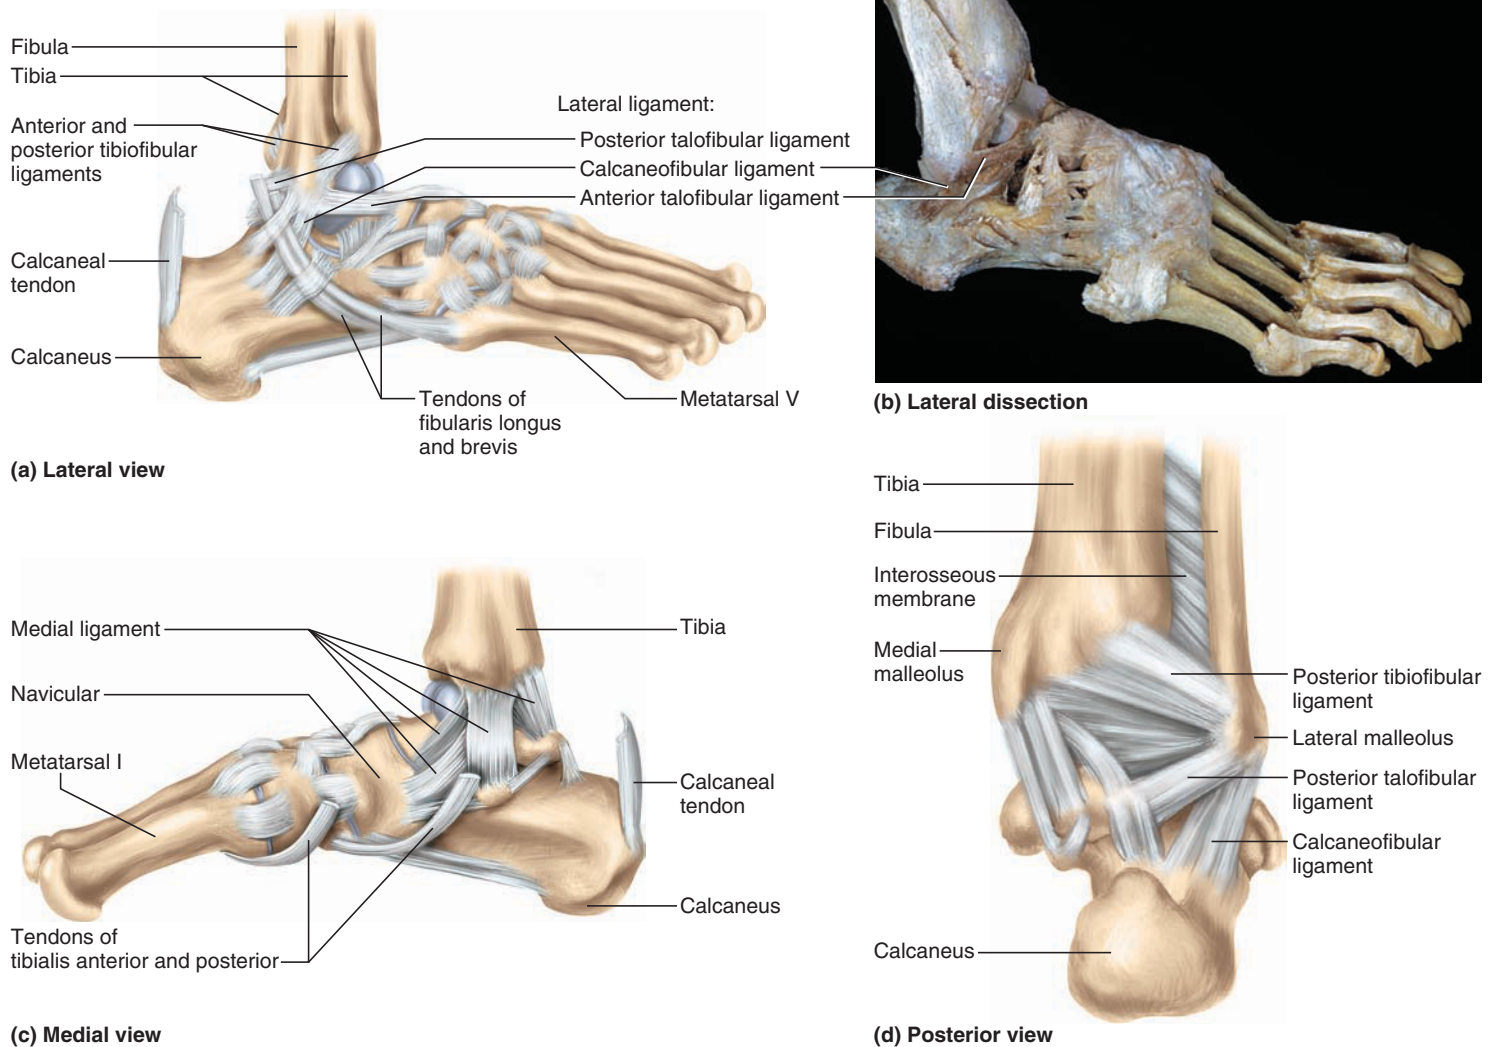 Fibula
Tibia
Anterior and
posterior tibiofibular
ligaments
Calcaneal
tendon
Calcaneus
Lateral ligament:
Posterior talofibular ligament
Calcaneofibular ligament
Anterior talofibular ligament
Tendons of
fibularis longus
and brevis
Metatarsal V
(a) Lateral view
(b) Lateral dissection
Medial ligament
Navicular
Metatarsal I
Tendons of
tibialis anterior and posterior
Tibia
Calcaneal
tendon
Calcaneus
(c) Medial view
Tibia
Fibula
Interosseous
membrane
Medial
malleolus
Calcaneus
Posterior tibiofibular
ligament
Lateral malleolus
Posterior talofibular
ligament
Calcaneofibular
ligament
(d) Posterior view